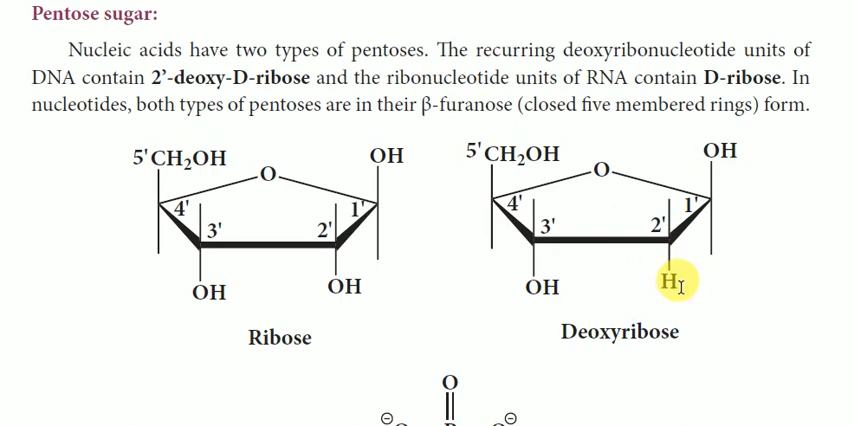 Pentose sugar:
Nucleic acids have two types of pentoses. The recurring deoxyribonucleotide units of
DNA contain 2’-deoxy-D-ribose and the ribonucleotide units of RNA contain D-ribose. In
nucleotides, both types of pentoses are in their β-furanose (closed five membered rings) form.
5'CH₂OH O OH
4' 1'
3' 2'
OH OH
Ribose
5'CH₂OH O OH
4' 1'
3' 2'
OH H
Deoxyribose
O
⊖ ⊖